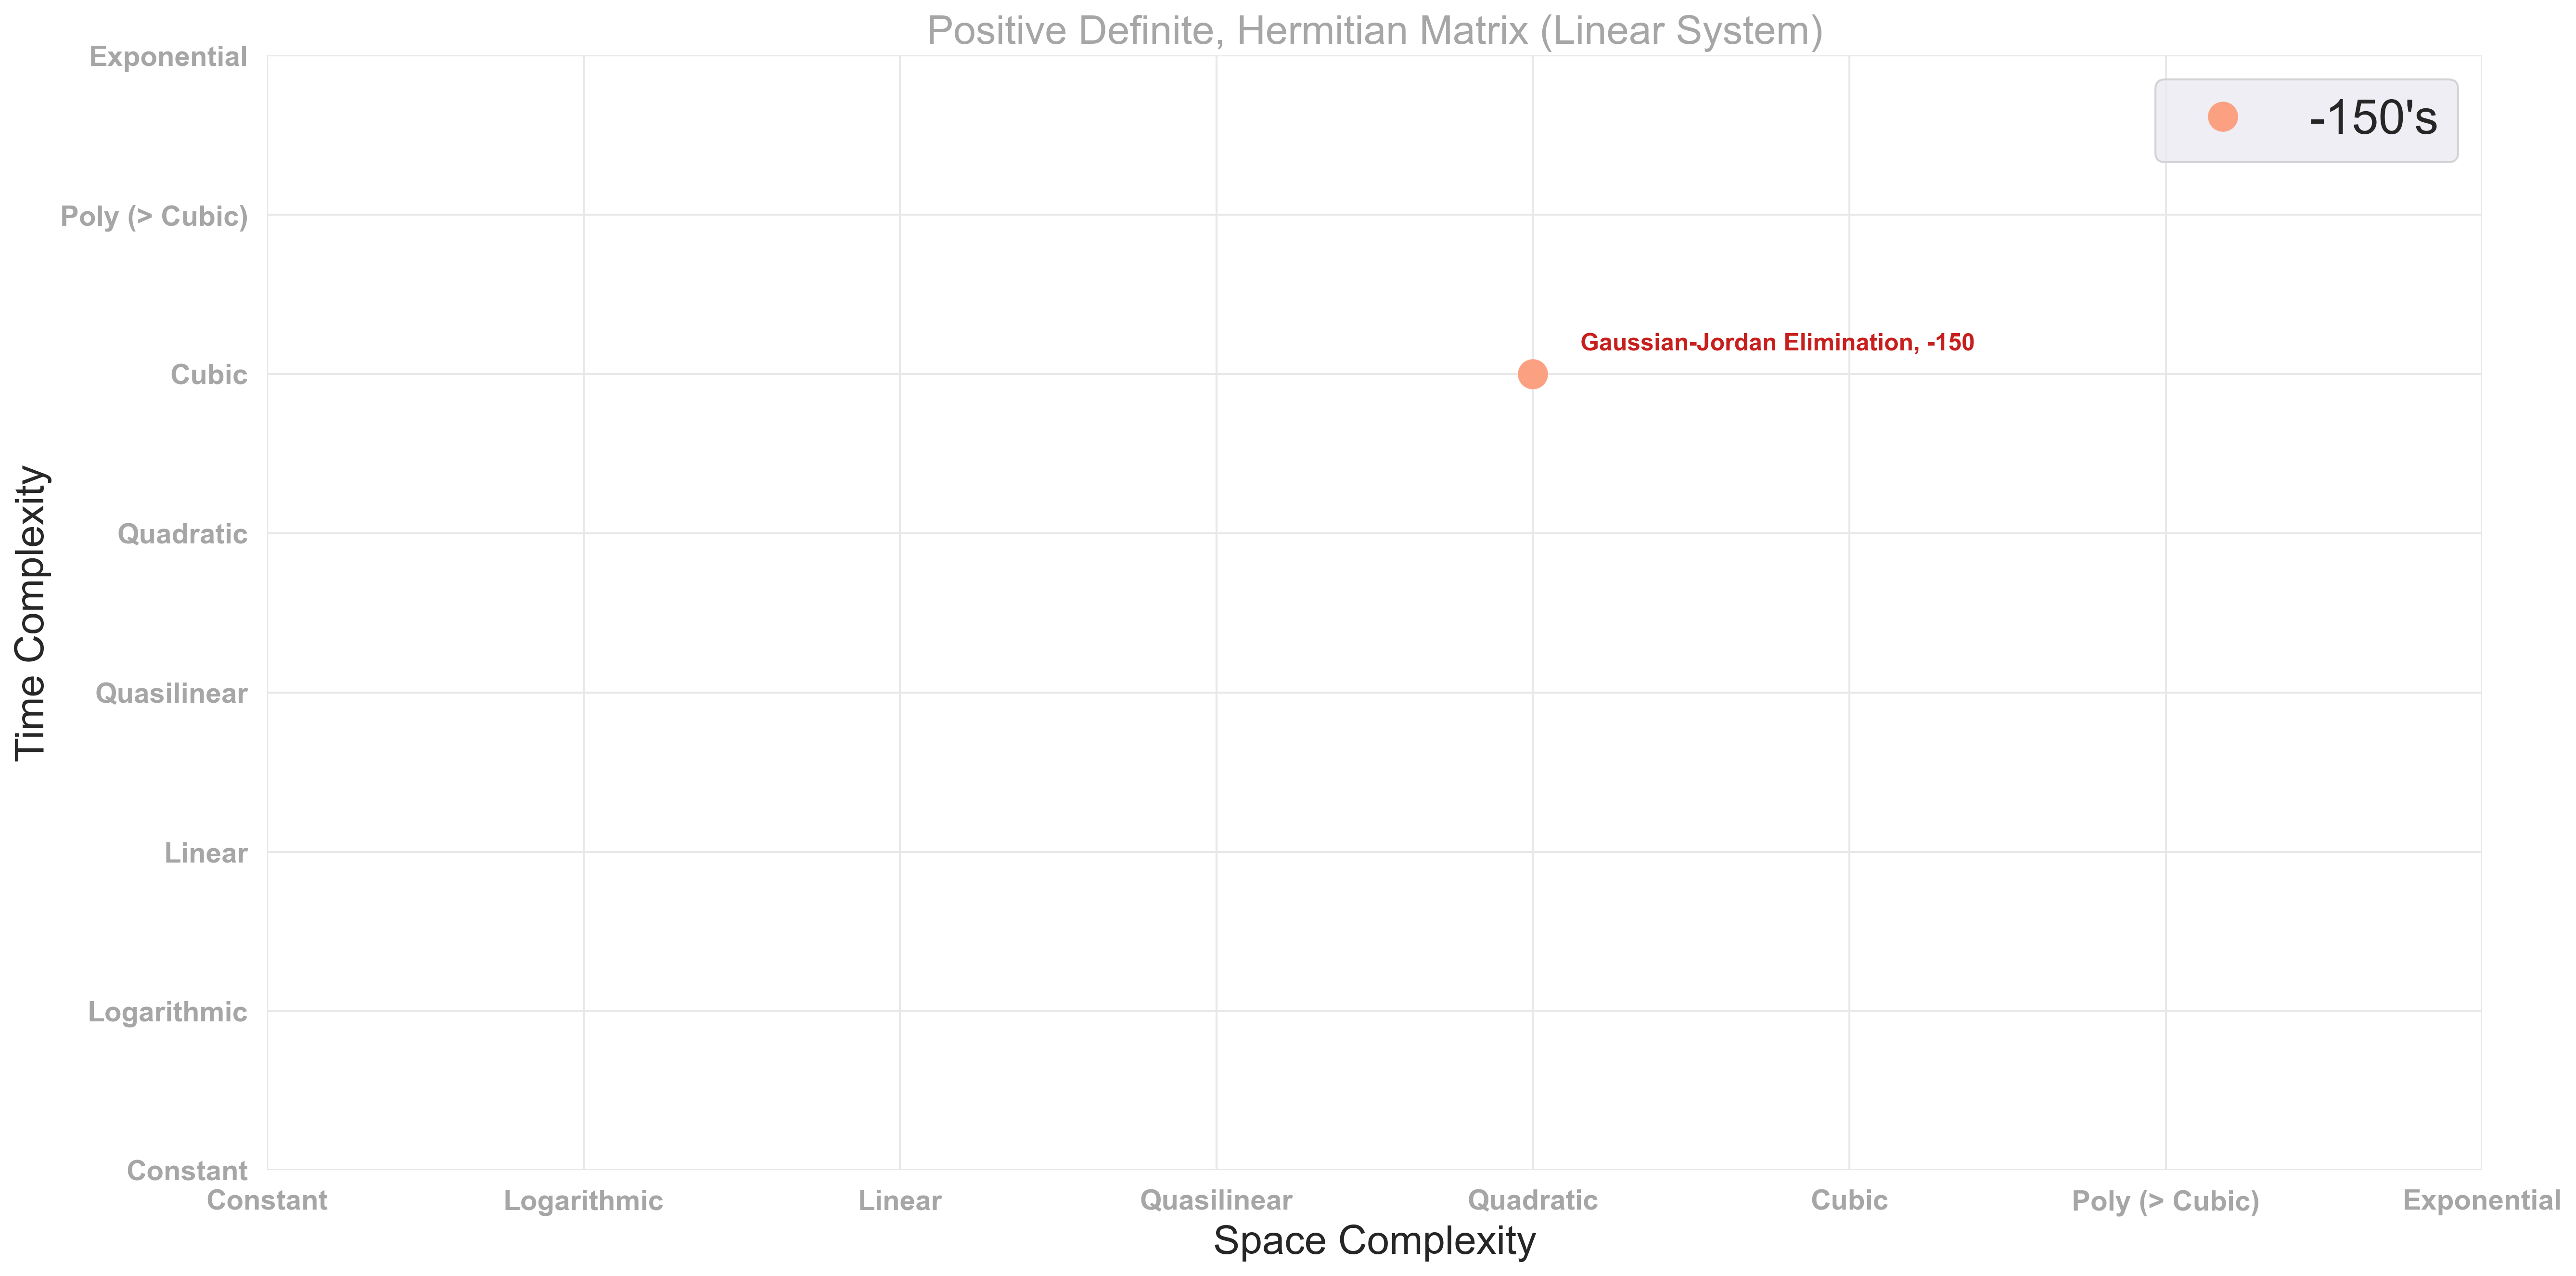 Positive Definite, Hermitian Matrix (Linear System)
Exponential
-150's
Poly (> Cubic)
Gaussian-Jordan Elimination, -150
Cubic
Quadratic
Time Complexity
Quasilinear
Linear
Logarithmic
Constant
Constant Logarithmic Linear Quasilinear Quadratic Cubic Poly (> Cubic) Exponential
Space Complexity